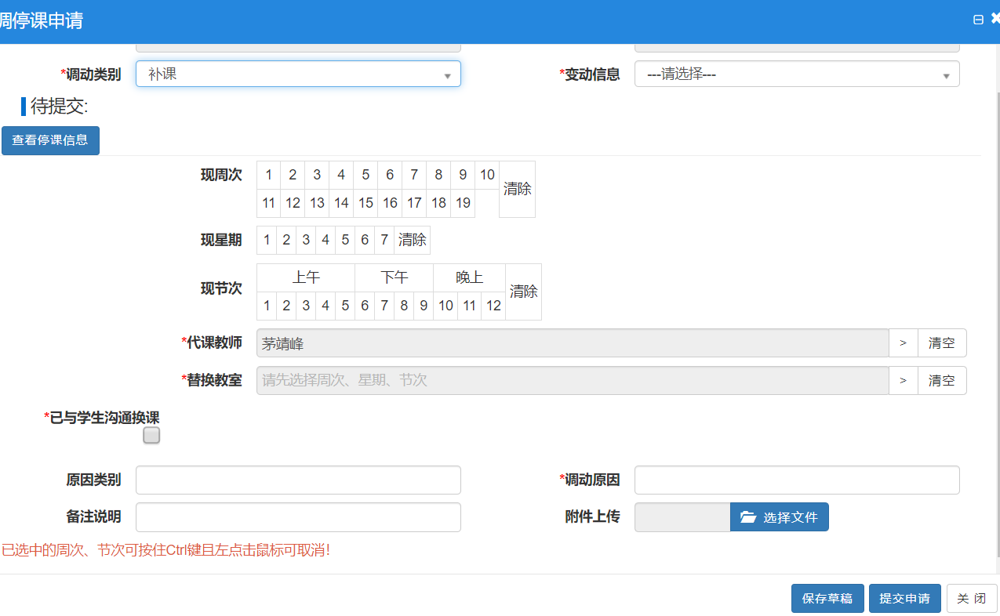 调停课申请
*调动类别 补课 *变动信息 ---请选择---
待提交:
查看停课信息
现周次 1 2 3 4 5 6 7 8 9 10 清除
11 12 13 14 15 16 17 18 19
现星期 1 2 3 4 5 6 7 清除
现节次 上午 下午 晚上 清除
1 2 3 4 5 6 7 8 9 10 11 12
*代课教师 茅靖峰 > 清空
*替换教室 请先选择周次、星期、节次 > 清空
*已与学生沟通换课
原因类别 *调动原因
备注说明 附件上传 选择文件
已选中的周次、节次可按住Ctrl键且左点击鼠标可取消!
保存草稿 提交申请 关 闭